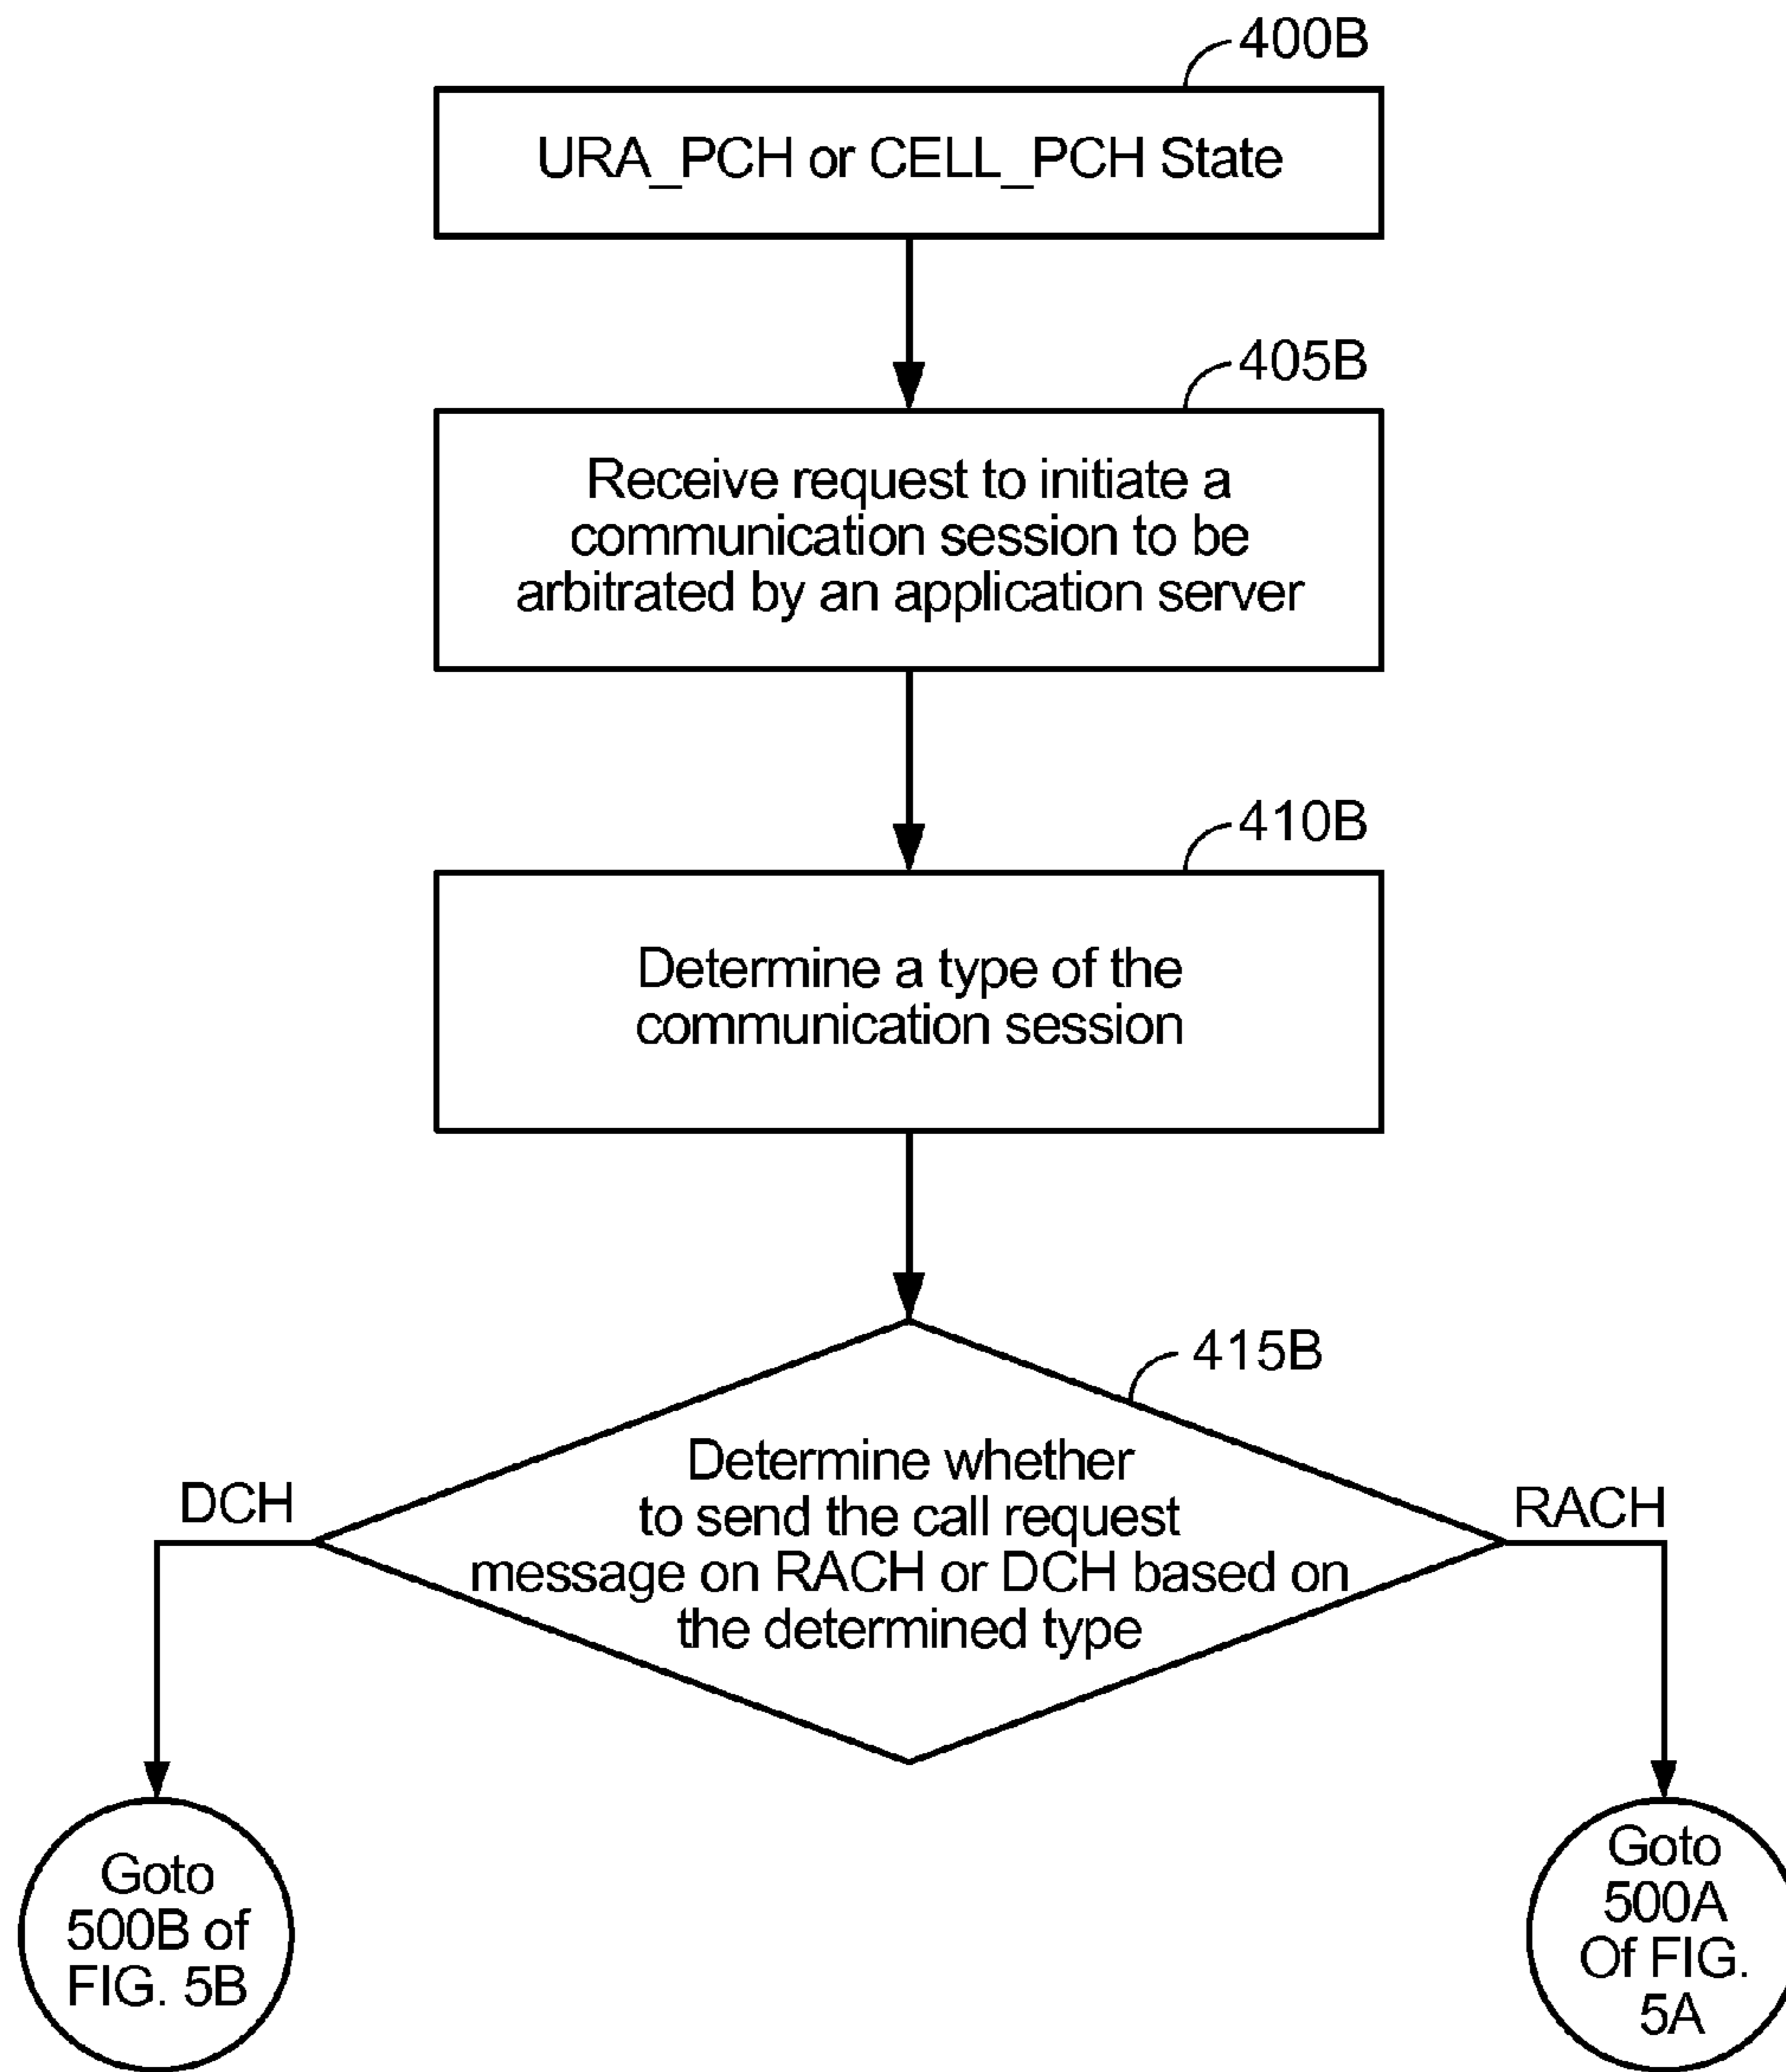 400B
URA_PCH or CELL_PCH State
405B
Receive request to initiate a
communication session to be
arbitrated by an application server
410B
Determine a type of the
communication session
415B
Determine whether
to send the call request
message on RACH or DCH based on
the determined type
DCH
RACH
Goto
500B of
FIG. 5B
Goto
500A
Of FIG.
5A